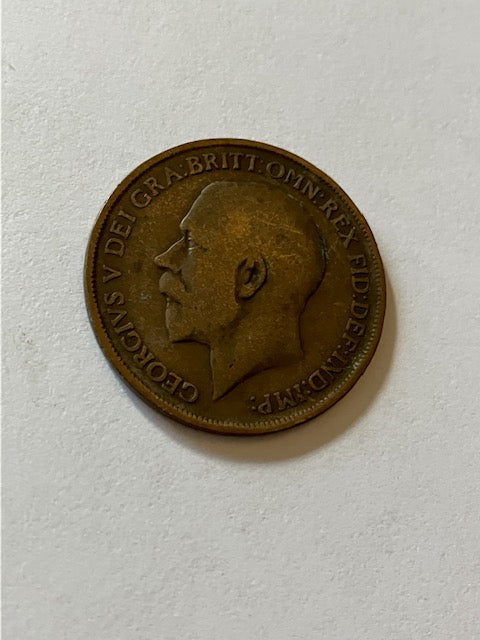 GEORGIVS V DEI GRA:BRITT:OMN:REX FID:DEF:IND:IMP: